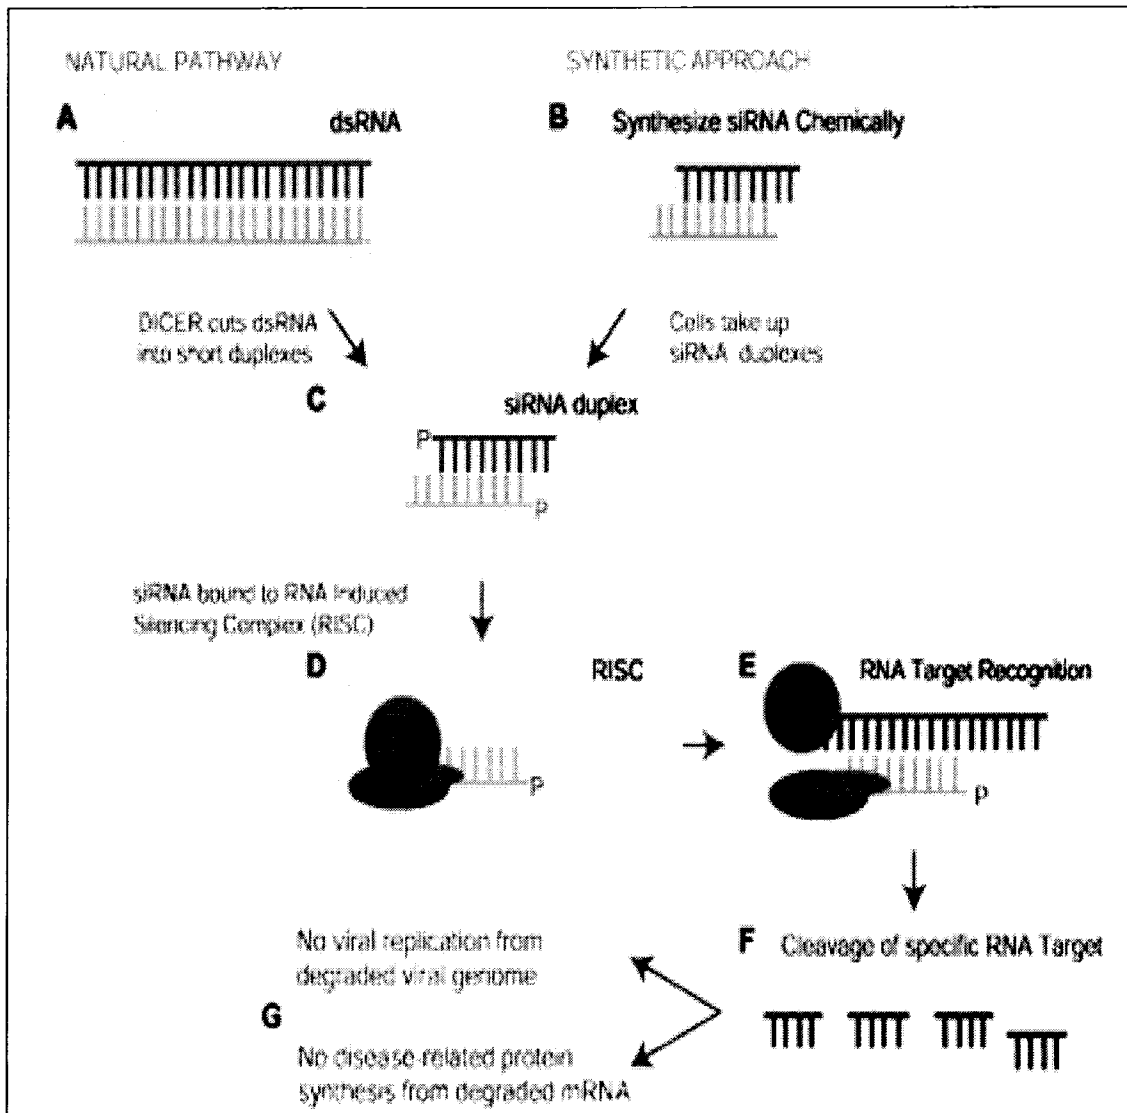 NATURAL PATHWAY
SYNTHETIC APPROACH
A
dsRNA
B
Synthesize siRNA Chemically
DICER cuts dsRNA
into short duplexes
Cells take up
siRNA duplexes
C
siRNA duplex
P
P
siRNA bound to RNA Induced
Silencing Complex (RISC)
D
RISC
E
RNA Target Recognition
P
P
No viral replication from
degraded viral genome
F
Cleavage of specific RNA Target
G
No disease-related protein
synthesis from degraded mRNA